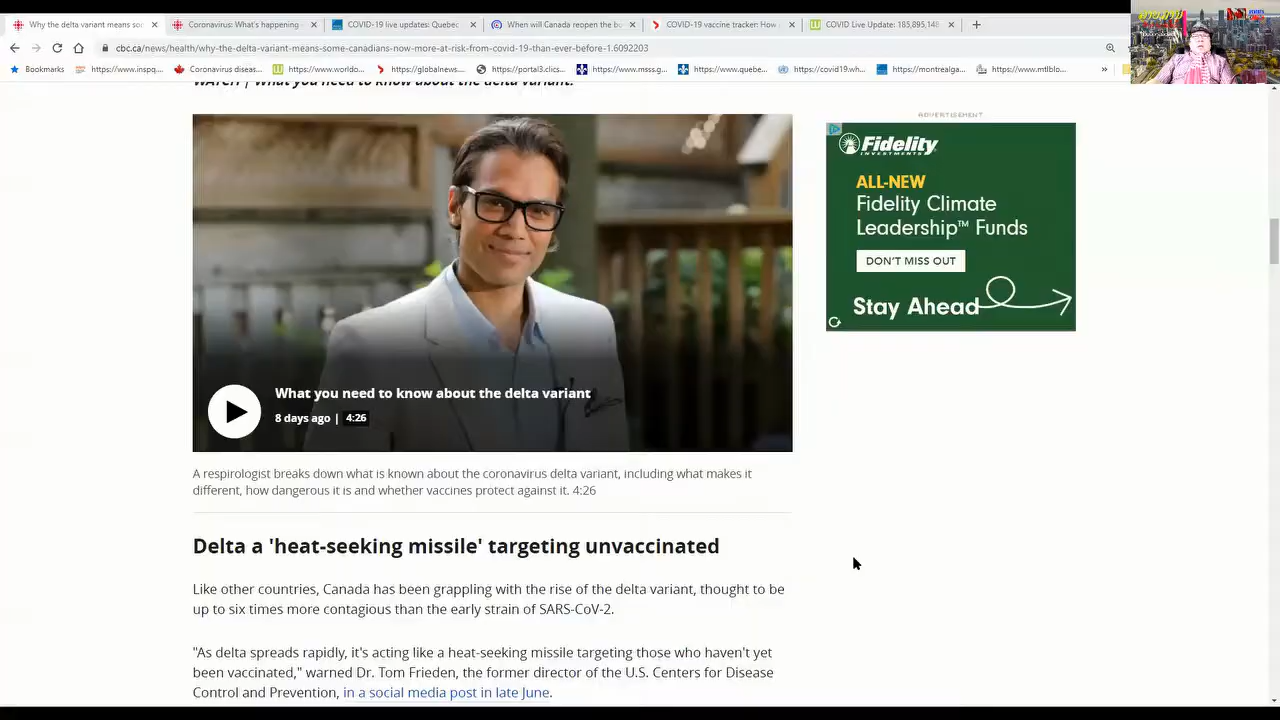 Why the delta variant means so
Coronavirus: What's happening
COVID-19 live updates: Quebec
When will Canada reopen the b
COVID-19 vaccine tracker: How
COVID Live Update: 185,895,148
cbc.ca/news/health/why-the-delta-variant-means-some-canadians-now-more-at-risk-from-covid-19-than-ever-before-1.6092203
Bookmarks
https://www.inspq...
Coronavirus diseas...
https://www.worldo...
https://globalnews....
https://portal3.clics...
https://www.msss.g...
https://www.quebe...
https://covid19.wh...
https://montrealga...
https://www.mtlblo...
WATCH | What you need to know about the delta variant:
What you need to know about the delta variant
8 days ago | 4:26
A respirologist breaks down what is known about the coronavirus delta variant, including what makes it
different, how dangerous it is and whether vaccines protect against it. 4:26
ADVERTISEMENT
Fidelity
INVESTMENTS
ALL-NEW
Fidelity Climate
Leadership™ Funds
DON'T MISS OUT
Stay Ahead
Delta a 'heat-seeking missile' targeting unvaccinated
Like other countries, Canada has been grappling with the rise of the delta variant, thought to be
up to six times more contagious than the early strain of SARS-CoV-2.
"As delta spreads rapidly, it's acting like a heat-seeking missile targeting those who haven't yet
been vaccinated," warned Dr. Tom Frieden, the former director of the U.S. Centers for Disease
Control and Prevention, in a social media post in late June.